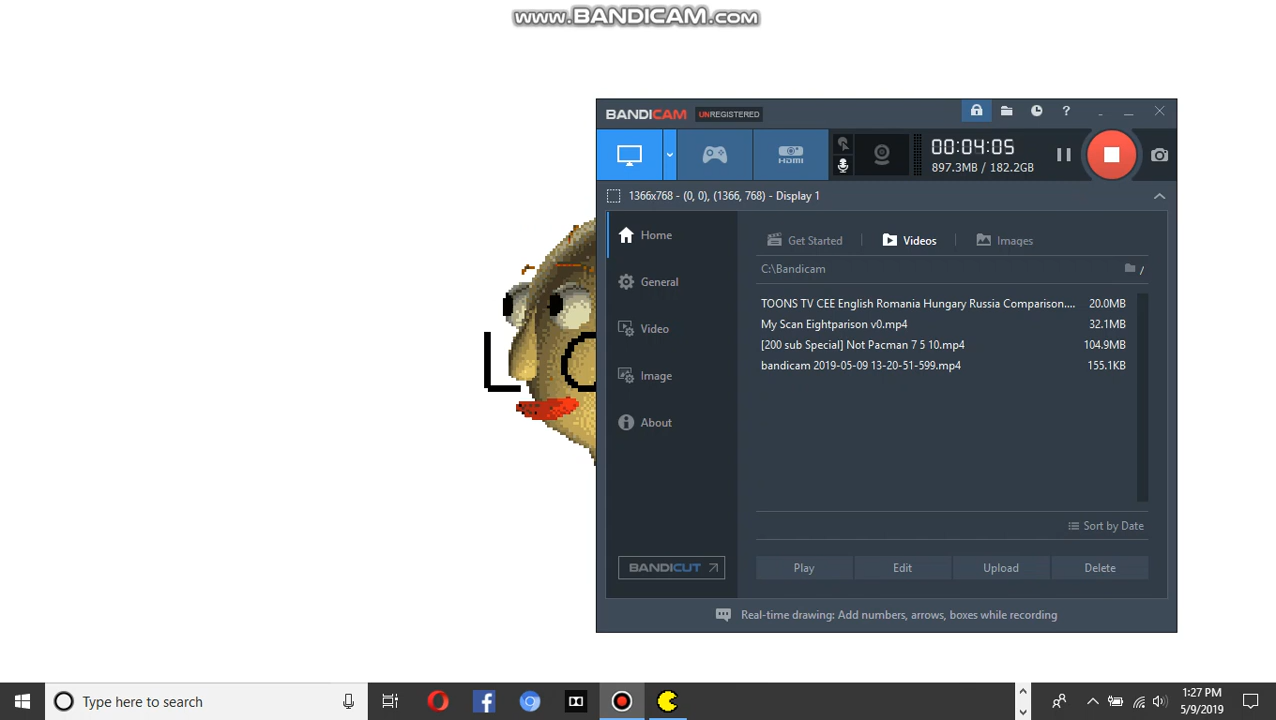 www.BANDICAM.com
BANDICAM UNREGISTERED ?
HDMI 00:04:05
897.3MB / 182.2GB
1366x768 - (0, 0), (1366, 768) - Display 1
Home
General
Video
Image
About
BANDICUT
Get Started Videos Images
C:\Bandicam /
TOONS TV CEE English Romania Hungary Russia Comparison.... 20.0MB
My Scan Eightparison v0.mp4 32.1MB
[200 sub Special] Not Pacman 7 5 10.mp4 104.9MB
bandicam 2019-05-09 13-20-51-599.mp4 155.1KB
Sort by Date
Play Edit Upload Delete
Real-time drawing: Add numbers, arrows, boxes while recording
LO
Type here to search
1:27 PM
5/9/2019